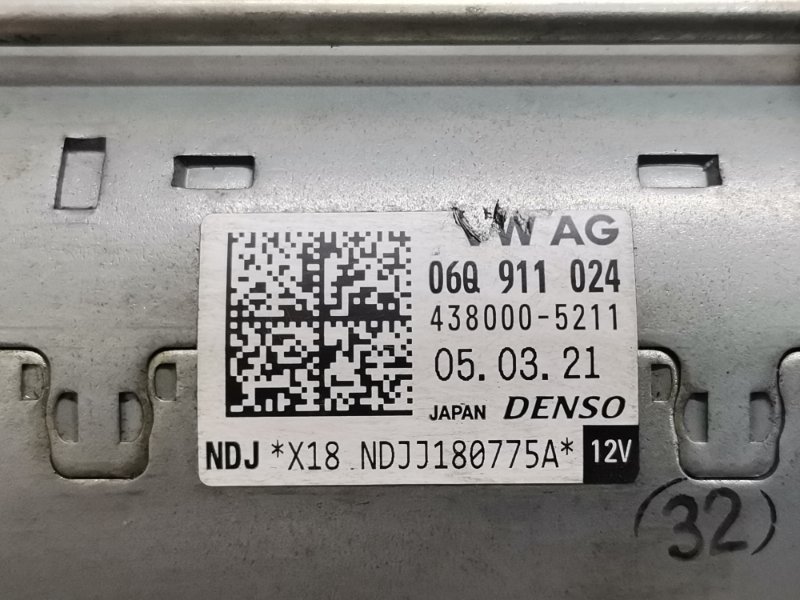 VW AG
06Q 911 024
438000-5211
05.03.21
JAPAN DENSO
NDJ *X18 NDJJ180775A* 12V
(32)